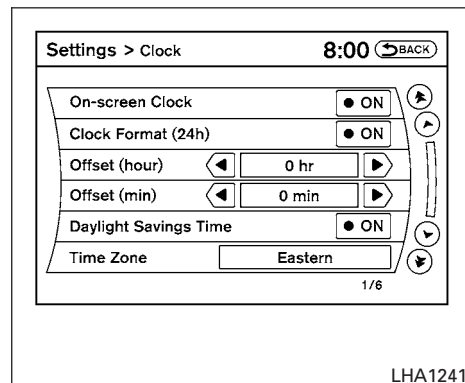 Settings > Clock 8:00 BACK
On-screen Clock ON
Clock Format (24h) ON
Offset (hour) 0 hr
Offset (min) 0 min
Daylight Savings Time ON
Time Zone Eastern
1/6
LHA1241